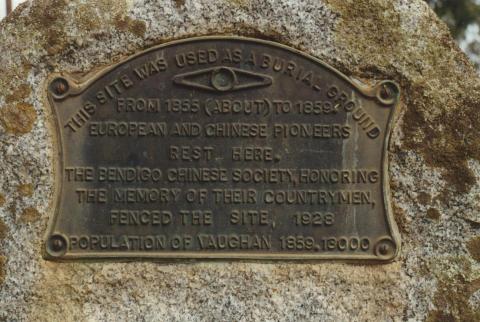 THIS SITE WAS USED AS A BURIAL GROUND
FROM 1855 (ABOUT) TO 1859.
EUROPEAN AND CHINESE PIONEERS
REST HERE.
THE BENDIGO CHINESE SOCIETY, HONORING
THE MEMORY OF THEIR COUNTRYMEN,
FENCED THE SITE, 1928
POPULATION OF VAUGHAN 1859, 13000